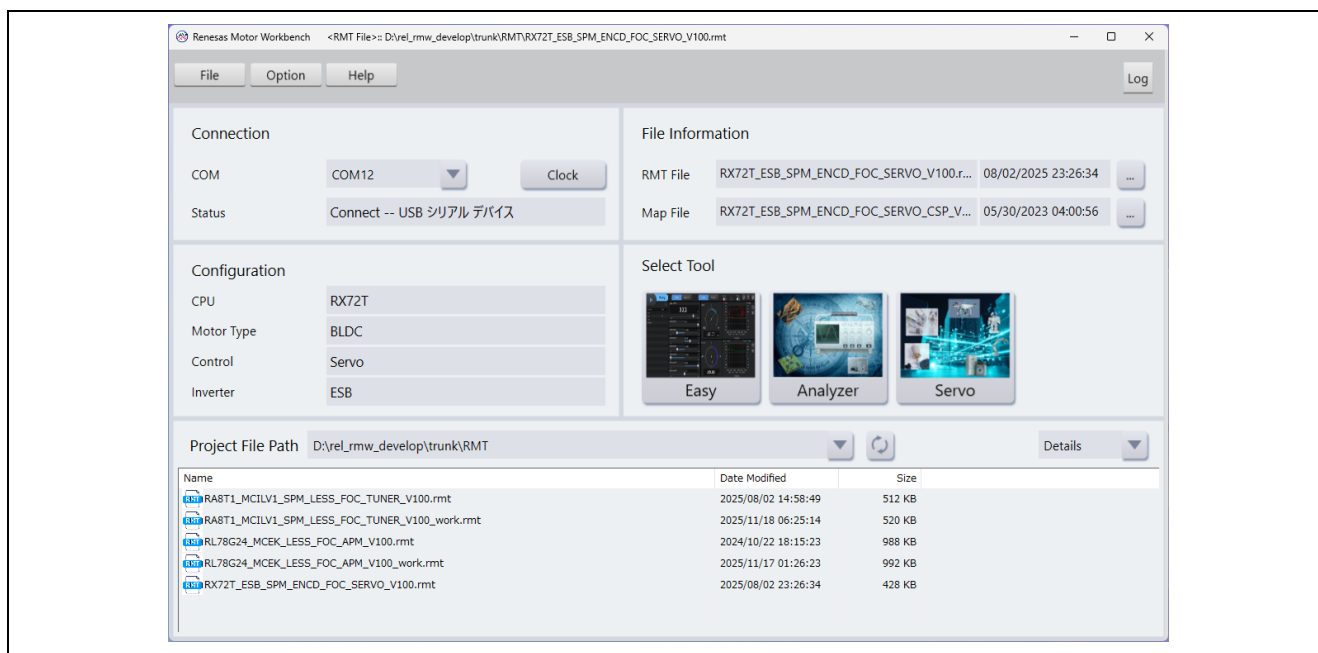 Renesas Motor Workbench <RMT File>:: D:\rel_rmw_develop\trunk\RMT\RX72T_ESB_SPM_ENCD_FOC_SERVO_V100.rmt
File Option Help Log
Connection
COM COM12 Clock
Status Connect -- USB シリアル デバイス
File Information
RMT File RX72T_ESB_SPM_ENCD_FOC_SERVO_V100.r... 08/02/2025 23:26:34 ...
Map File RX72T_ESB_SPM_ENCD_FOC_SERVO_CSP_V... 05/30/2023 04:00:56 ...
Configuration
CPU RX72T
Motor Type BLDC
Control Servo
Inverter ESB
Select Tool
Easy Analyzer Servo
Project File Path D:\rel_rmw_develop\trunk\RMT Details
Name Date Modified Size
RMT RA8T1_MCILV1_SPM_LESS_FOC_TUNER_V100.rmt 2025/08/02 14:58:49 512 KB
RMT RA8T1_MCILV1_SPM_LESS_FOC_TUNER_V100_work.rmt 2025/11/18 06:25:14 520 KB
RMT RL78G24_MCEK_LESS_FOC_APM_V100.rmt 2024/10/22 18:15:23 988 KB
RMT RL78G24_MCEK_LESS_FOC_APM_V100_work.rmt 2025/11/17 01:26:23 992 KB
RMT RX72T_ESB_SPM_ENCD_FOC_SERVO_V100.rmt 2025/08/02 23:26:34 428 KB